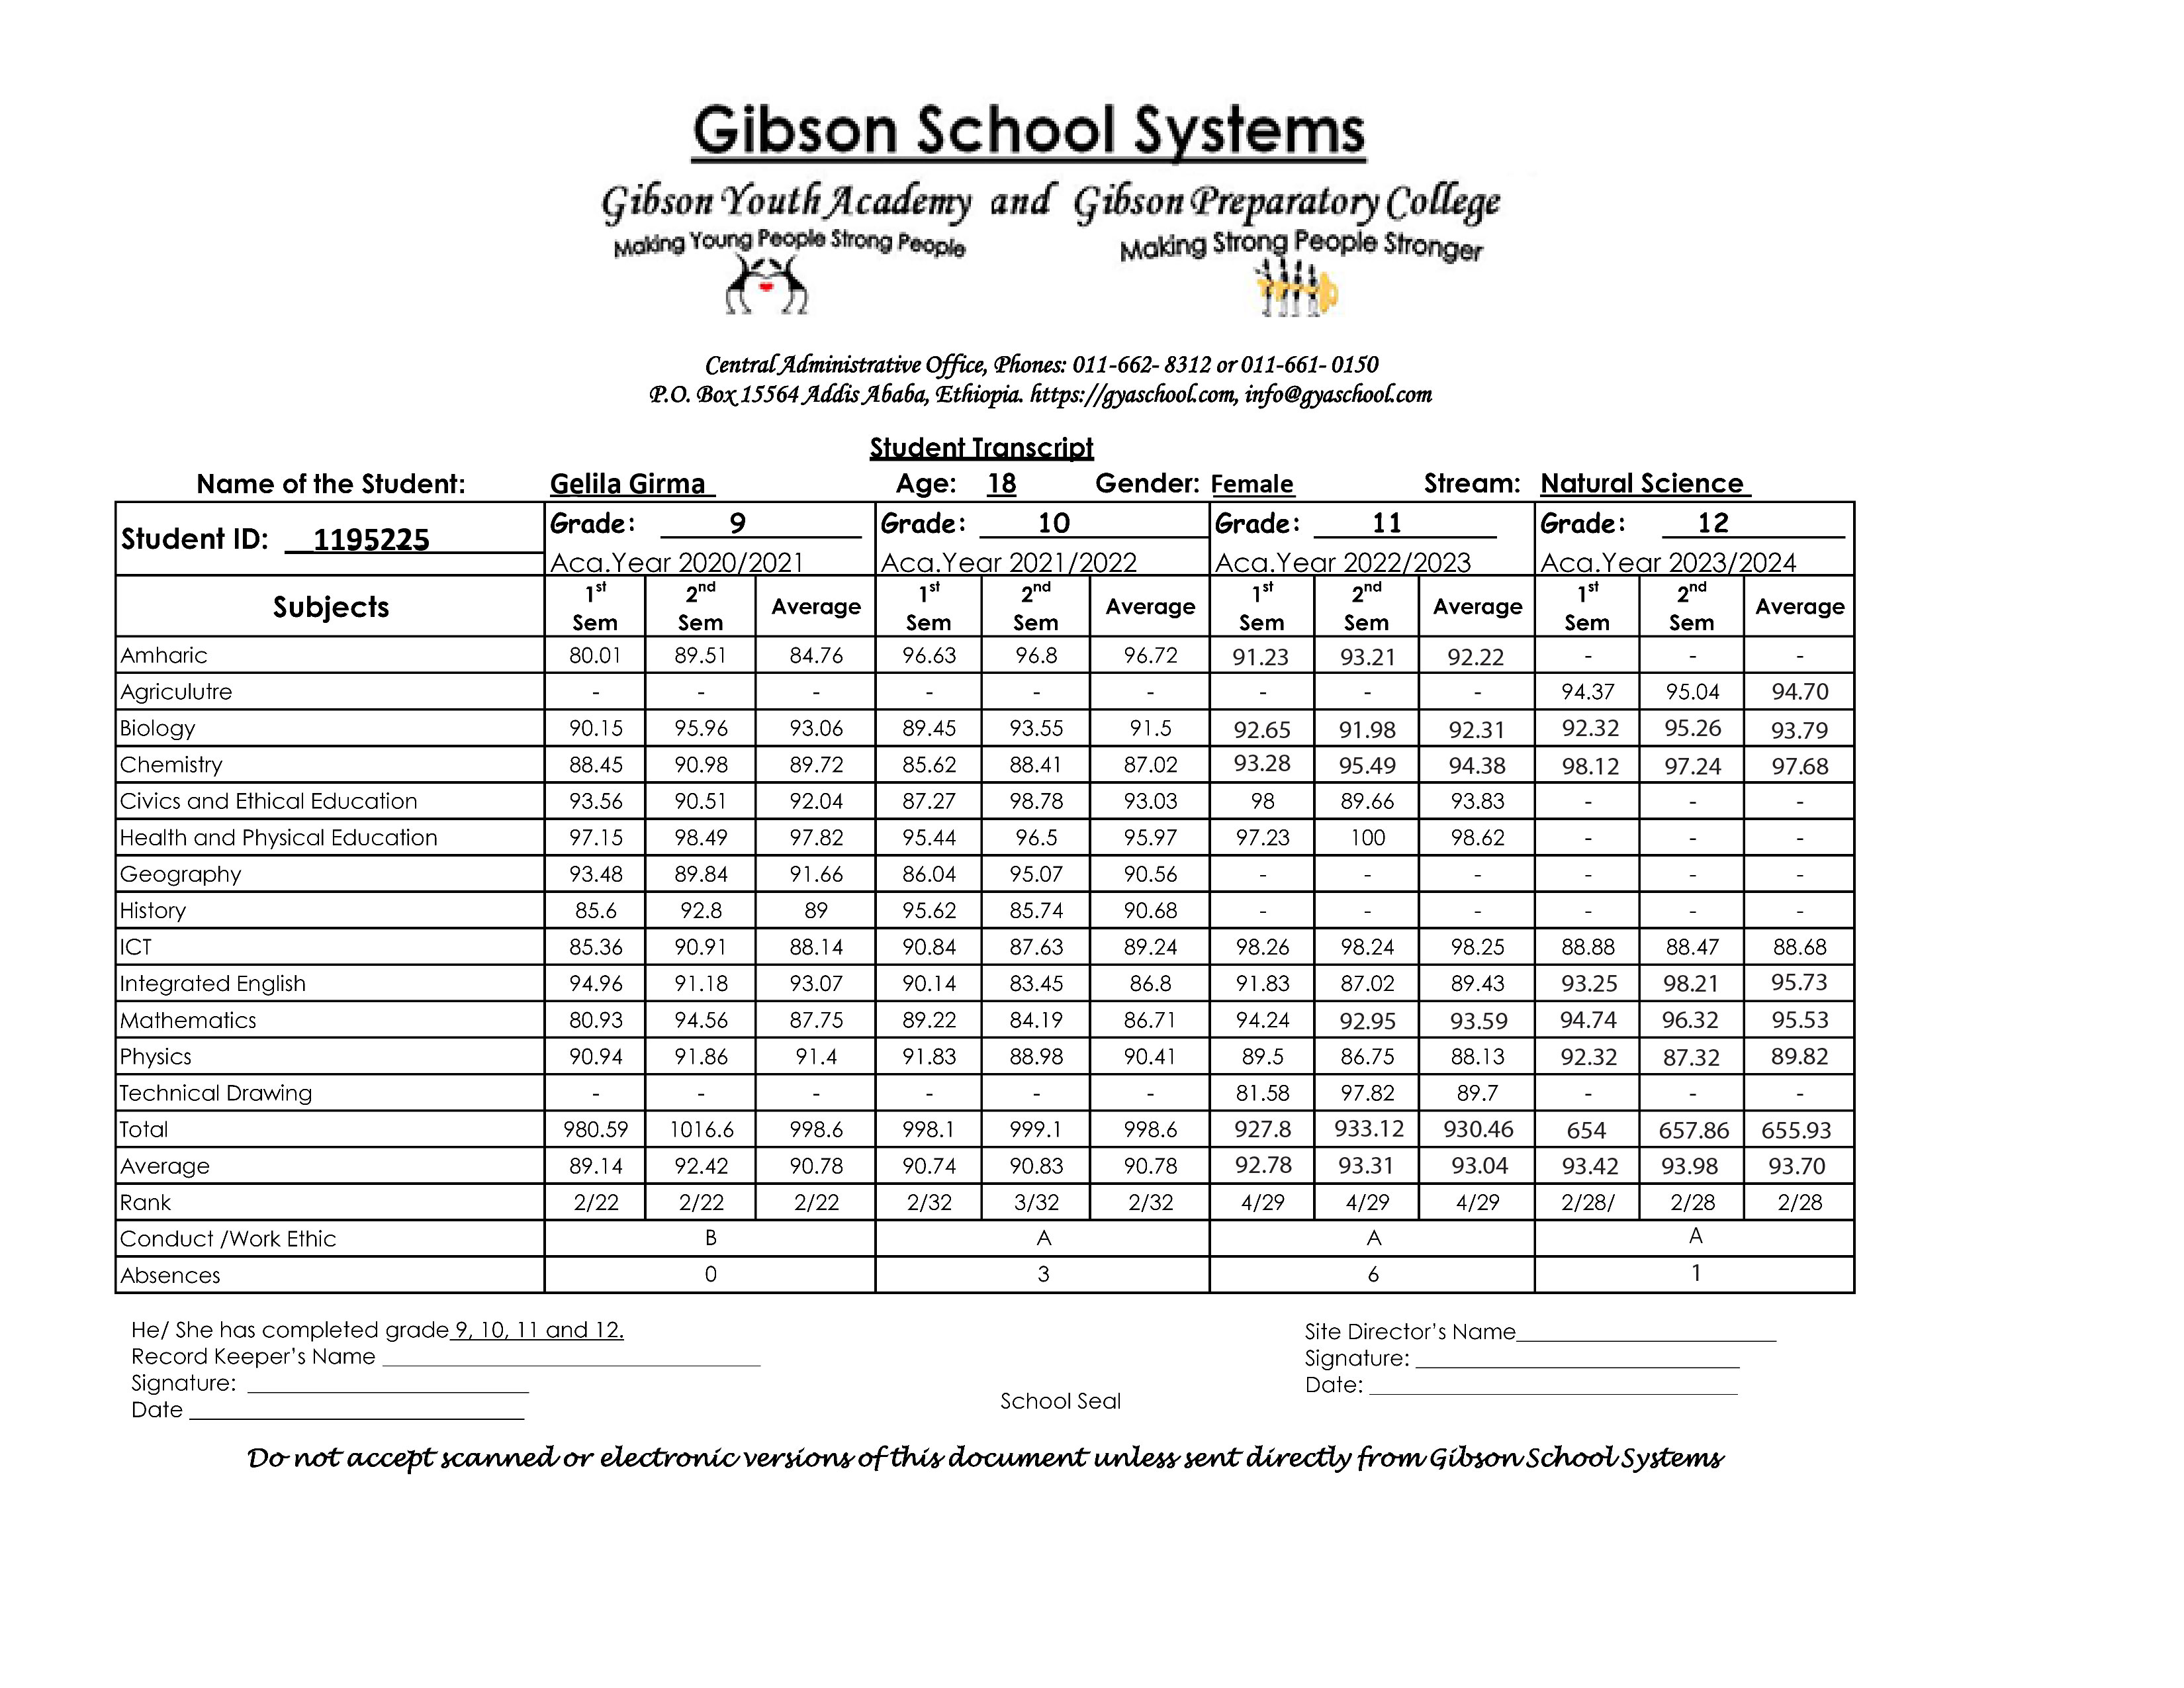 Gibson School Systems
Gibson Youth Academy and Gibson Preparatory College
Making Young People Strong People Making Strong People Stronger
Central Administrative Office, Phones: 011-662- 8312 or 011-661- 0150
P.O. Box 15564 Addis Ababa, Ethiopia. https://gyaschool.com, info@gyaschool.com
Student Transcript
Name of the Student: Gelila Girma Age: 18 Gender: Female Stream: Natural Science
Student ID: 1195225 Grade: 9 Grade: 10 Grade: 11 Grade: 12
Aca.Year 2020/2021 Aca.Year 2021/2022 Aca.Year 2022/2023 Aca.Year 2023/2024
Subjects 1st Sem 2nd Sem Average 1st Sem 2nd Sem Average 1st Sem 2nd Sem Average 1st Sem 2nd Sem Average
Amharic 80.01 89.51 84.76 96.63 96.8 96.72 91.23 93.21 92.22 - - -
Agriculutre - - - - - - - - - 94.37 95.04 94.70
Biology 90.15 95.96 93.06 89.45 93.55 91.5 92.65 91.98 92.31 92.32 95.26 93.79
Chemistry 88.45 90.98 89.72 85.62 88.41 87.02 93.28 95.49 94.38 98.12 97.24 97.68
Civics and Ethical Education 93.56 90.51 92.04 87.27 98.78 93.03 98 89.66 93.83 - - -
Health and Physical Education 97.15 98.49 97.82 95.44 96.5 95.97 97.23 100 98.62 - - -
Geography 93.48 89.84 91.66 86.04 95.07 90.56 - - - - - -
History 85.6 92.8 89 95.62 85.74 90.68 - - - - - -
ICT 85.36 90.91 88.14 90.84 87.63 89.24 98.26 98.24 98.25 88.88 88.47 88.68
Integrated English 94.96 91.18 93.07 90.14 83.45 86.8 91.83 87.02 89.43 93.25 98.21 95.73
Mathematics 80.93 94.56 87.75 89.22 84.19 86.71 94.24 92.95 93.59 94.74 96.32 95.53
Physics 90.94 91.86 91.4 91.83 88.98 90.41 89.5 86.75 88.13 92.32 87.32 89.82
Technical Drawing - - - - - - 81.58 97.82 89.7 - - -
Total 980.59 1016.6 998.6 998.1 999.1 998.6 927.8 933.12 930.46 654 657.86 655.93
Average 89.14 92.42 90.78 90.74 90.83 90.78 92.78 93.31 93.04 93.42 93.98 93.70
Rank 2/22 2/22 2/22 2/32 3/32 2/32 4/29 4/29 4/29 2/28/ 2/28 2/28
Conduct /Work Ethic B A A A
Absences 0 3 6 1
He/ She has completed grade 9, 10, 11 and 12.
Record Keeper's Name
Signature:
Date
School Seal
Site Director's Name
Signature:
Date:
Do not accept scanned or electronic versions of this document unless sent directly from Gibson School Systems